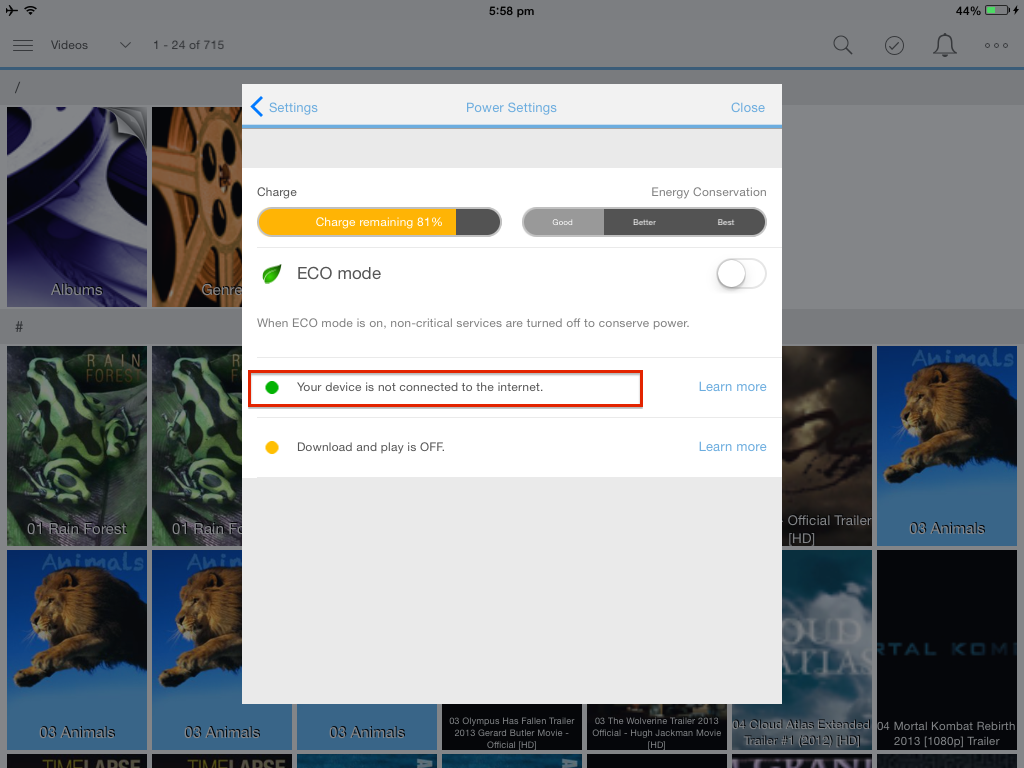 5:58 pm
44%
Videos
1 - 24 of 715
/
Settings
Power Settings
Close
Charge
Energy Conservation
Charge remaining 81%
Good
Better
Best
ECO mode
When ECO mode is on, non-critical services are turned off to conserve power.
Your device is not connected to the internet.
Learn more
Download and play is OFF.
Learn more
Albums
Genre
#
RAIN
FOREST
01 Rain Forest
01 Rain Fo
- Official Trailer
[HD]
Animals
03 Animals
Animals
03 Animals
03 Animals
03 Animals
03 Olympus Has Fallen Trailer
2013 Gerard Butler Movie -
Official [HD]
03 The Wolverine Trailer 2013
Official - Hugh Jackman Movie
[HD]
CLOUD
ATLAS
04 Cloud Atlas Extended
Trailer #1 (2012) [HD]
RTAL KOM
04 Mortal Kombat Rebirth
2013 [1080p] Trailer
TIMELAPSE
TIMELAPSE
GRAN